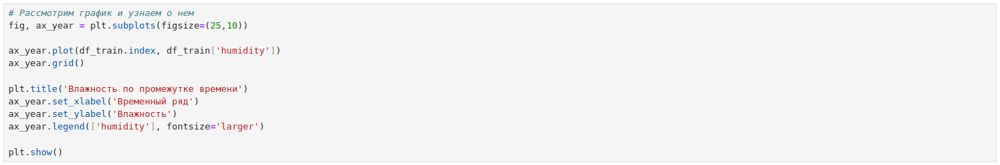 # Рассмотрим график и узнаем о нем
fig, ax_year = plt.subplots(figsize=(25,10))
ax_year.plot(df_train.index, df_train['humidity'])
ax_year.grid()
plt.title('Влажность по промежутке времени')
ax_year.set_xlabel('Временный ряд')
ax_year.set_ylabel('Влажность')
ax_year.legend(['humidity'], fontsize='larger')
plt.show()